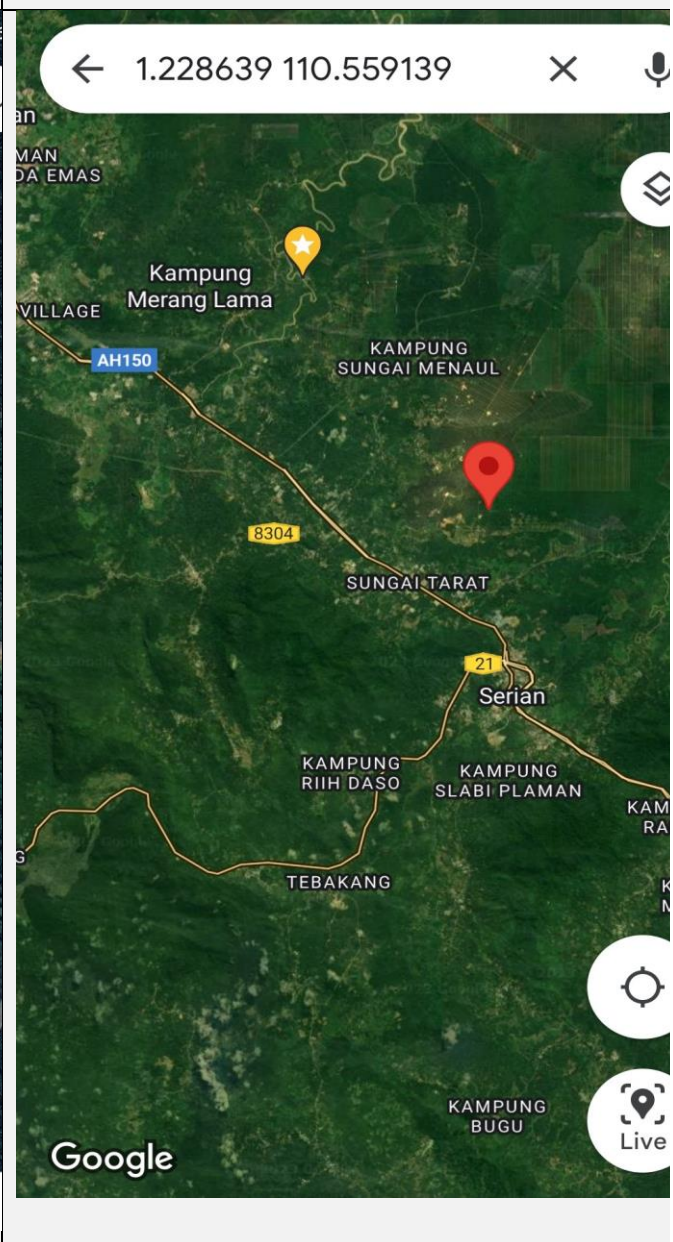 1.228639 110.559139
an
MAN
DA EMAS
Kampung
Merang Lama
VILLAGE
AH150
KAMPUNG
SUNGAI MENAUL
8304
SUNGAI TARAT
21
Serian
KAMPUNG
RIIH DASO
KAMPUNG
SLABI PLAMAN
KAM
RA
G
TEBAKANG
K
M
KAMPUNG
BUGU
Live
Google